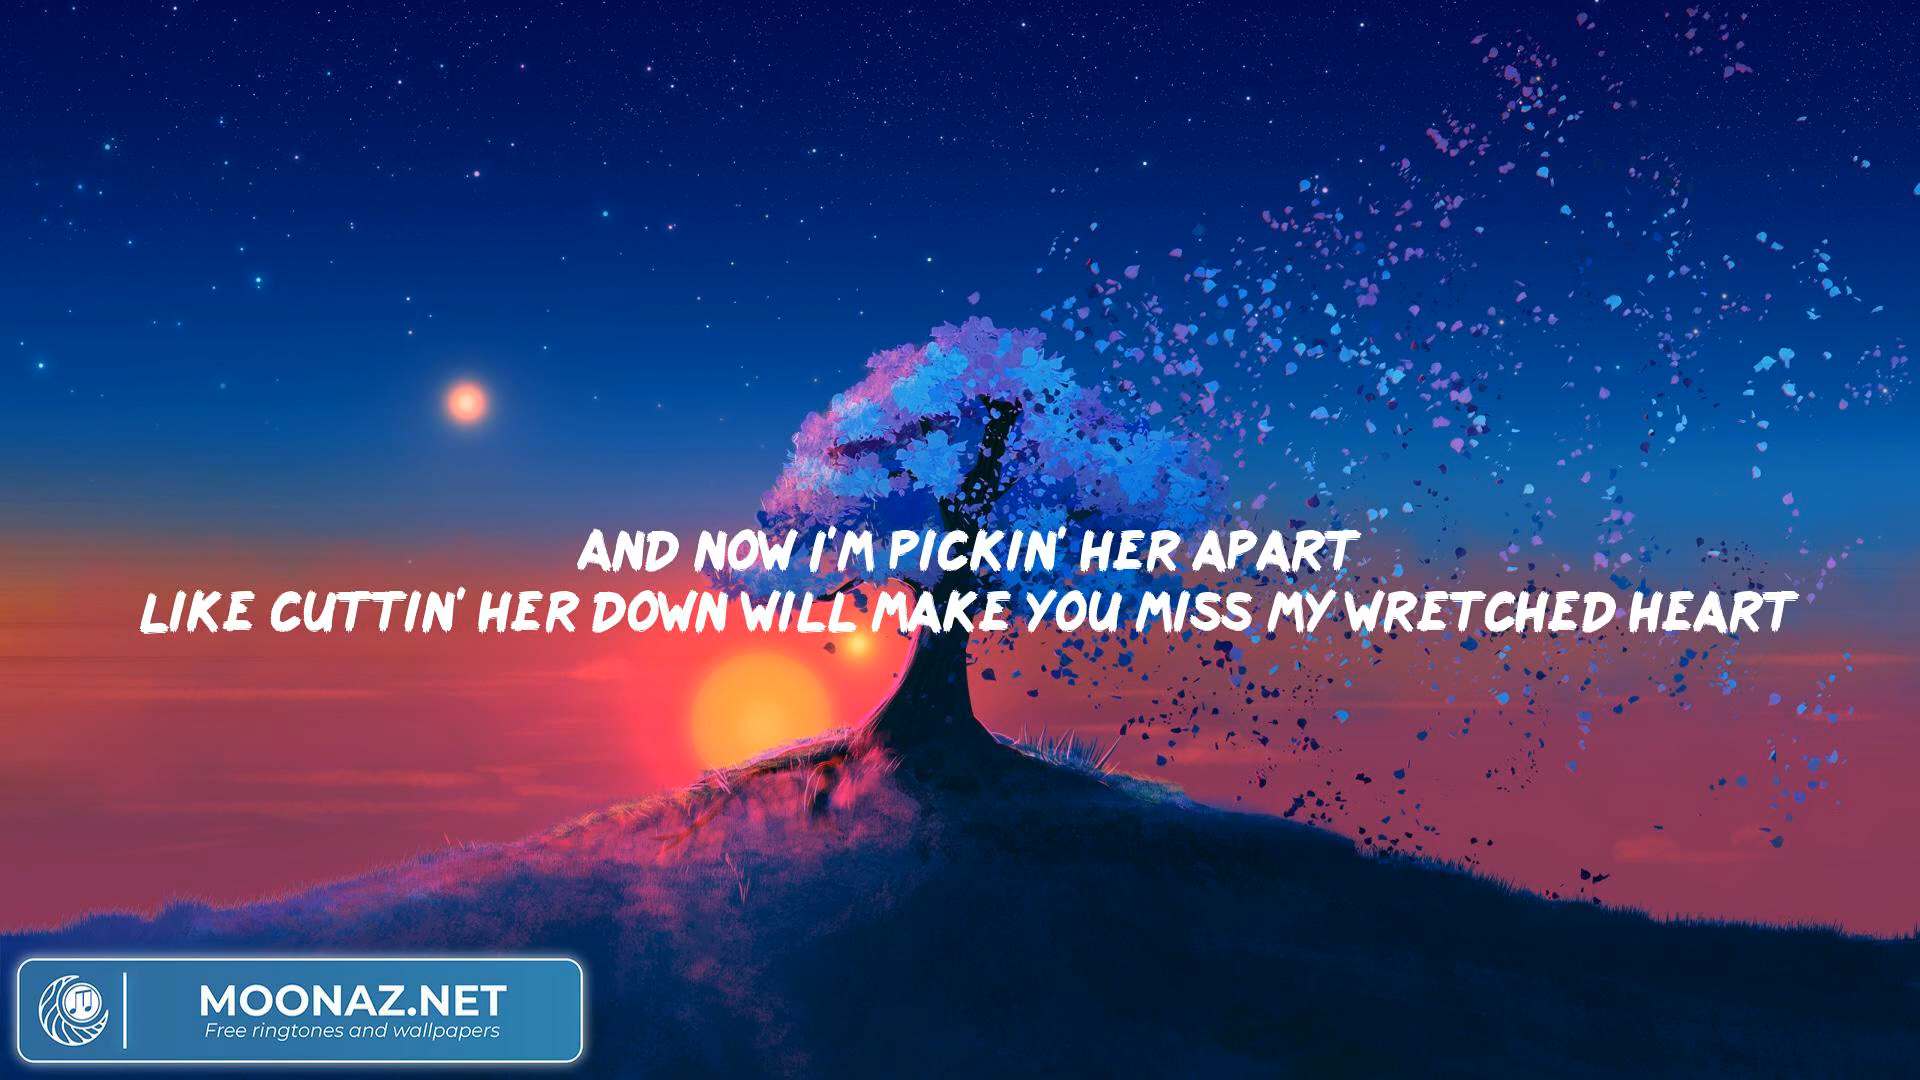 AND NOW I'M PICKIN' HER APART
LIKE CUTTIN' HER DOWN WILL MAKE YOU MISS MY WRETCHED HEART
MOONAZ.NET
Free ringtones and wallpapers